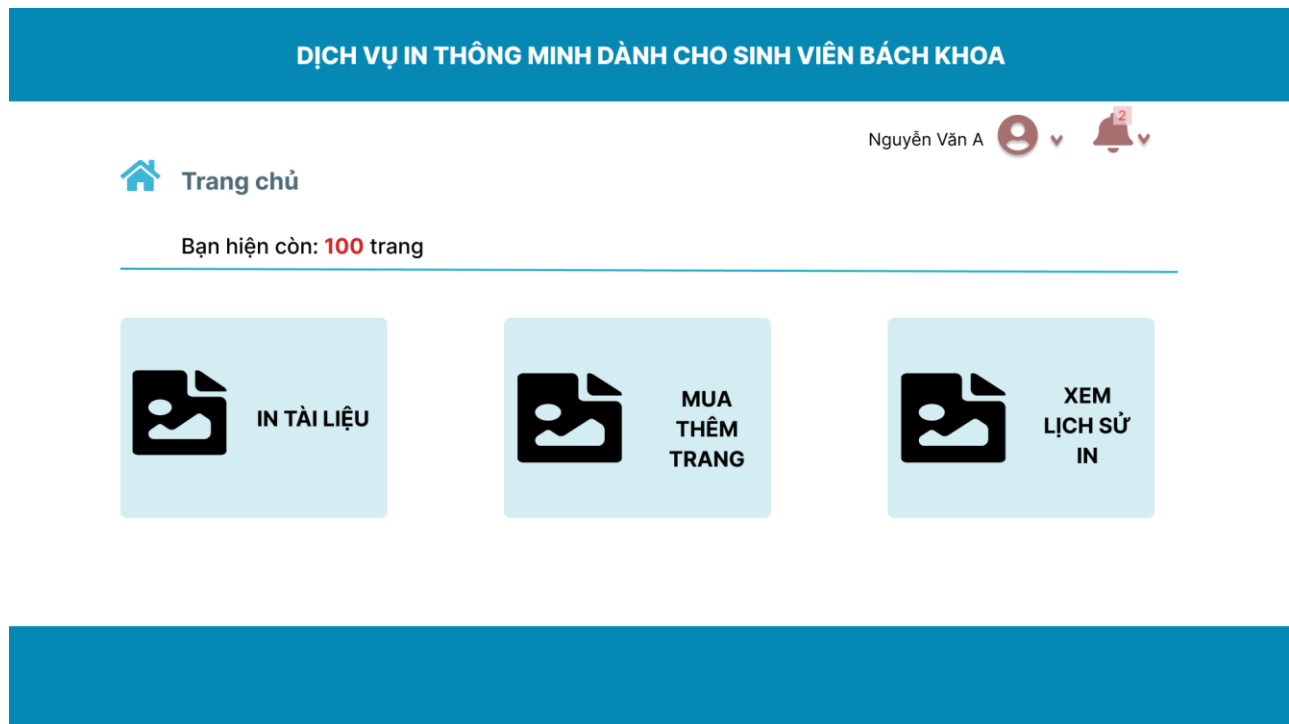 DỊCH VỤ IN THÔNG MINH DÀNH CHO SINH VIÊN BÁCH KHOA
Nguyễn Văn A
2
Trang chủ
Bạn hiện còn: 100 trang
IN TÀI LIỆU
MUA
THÊM
TRANG
XEM
LỊCH SỬ
IN